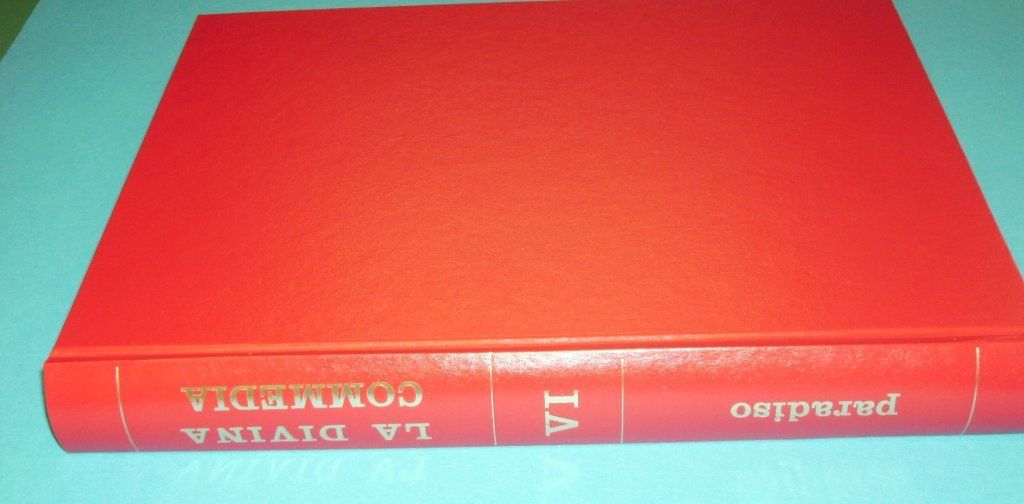 LA DIVINA
COMMEDIA
VI
paradiso